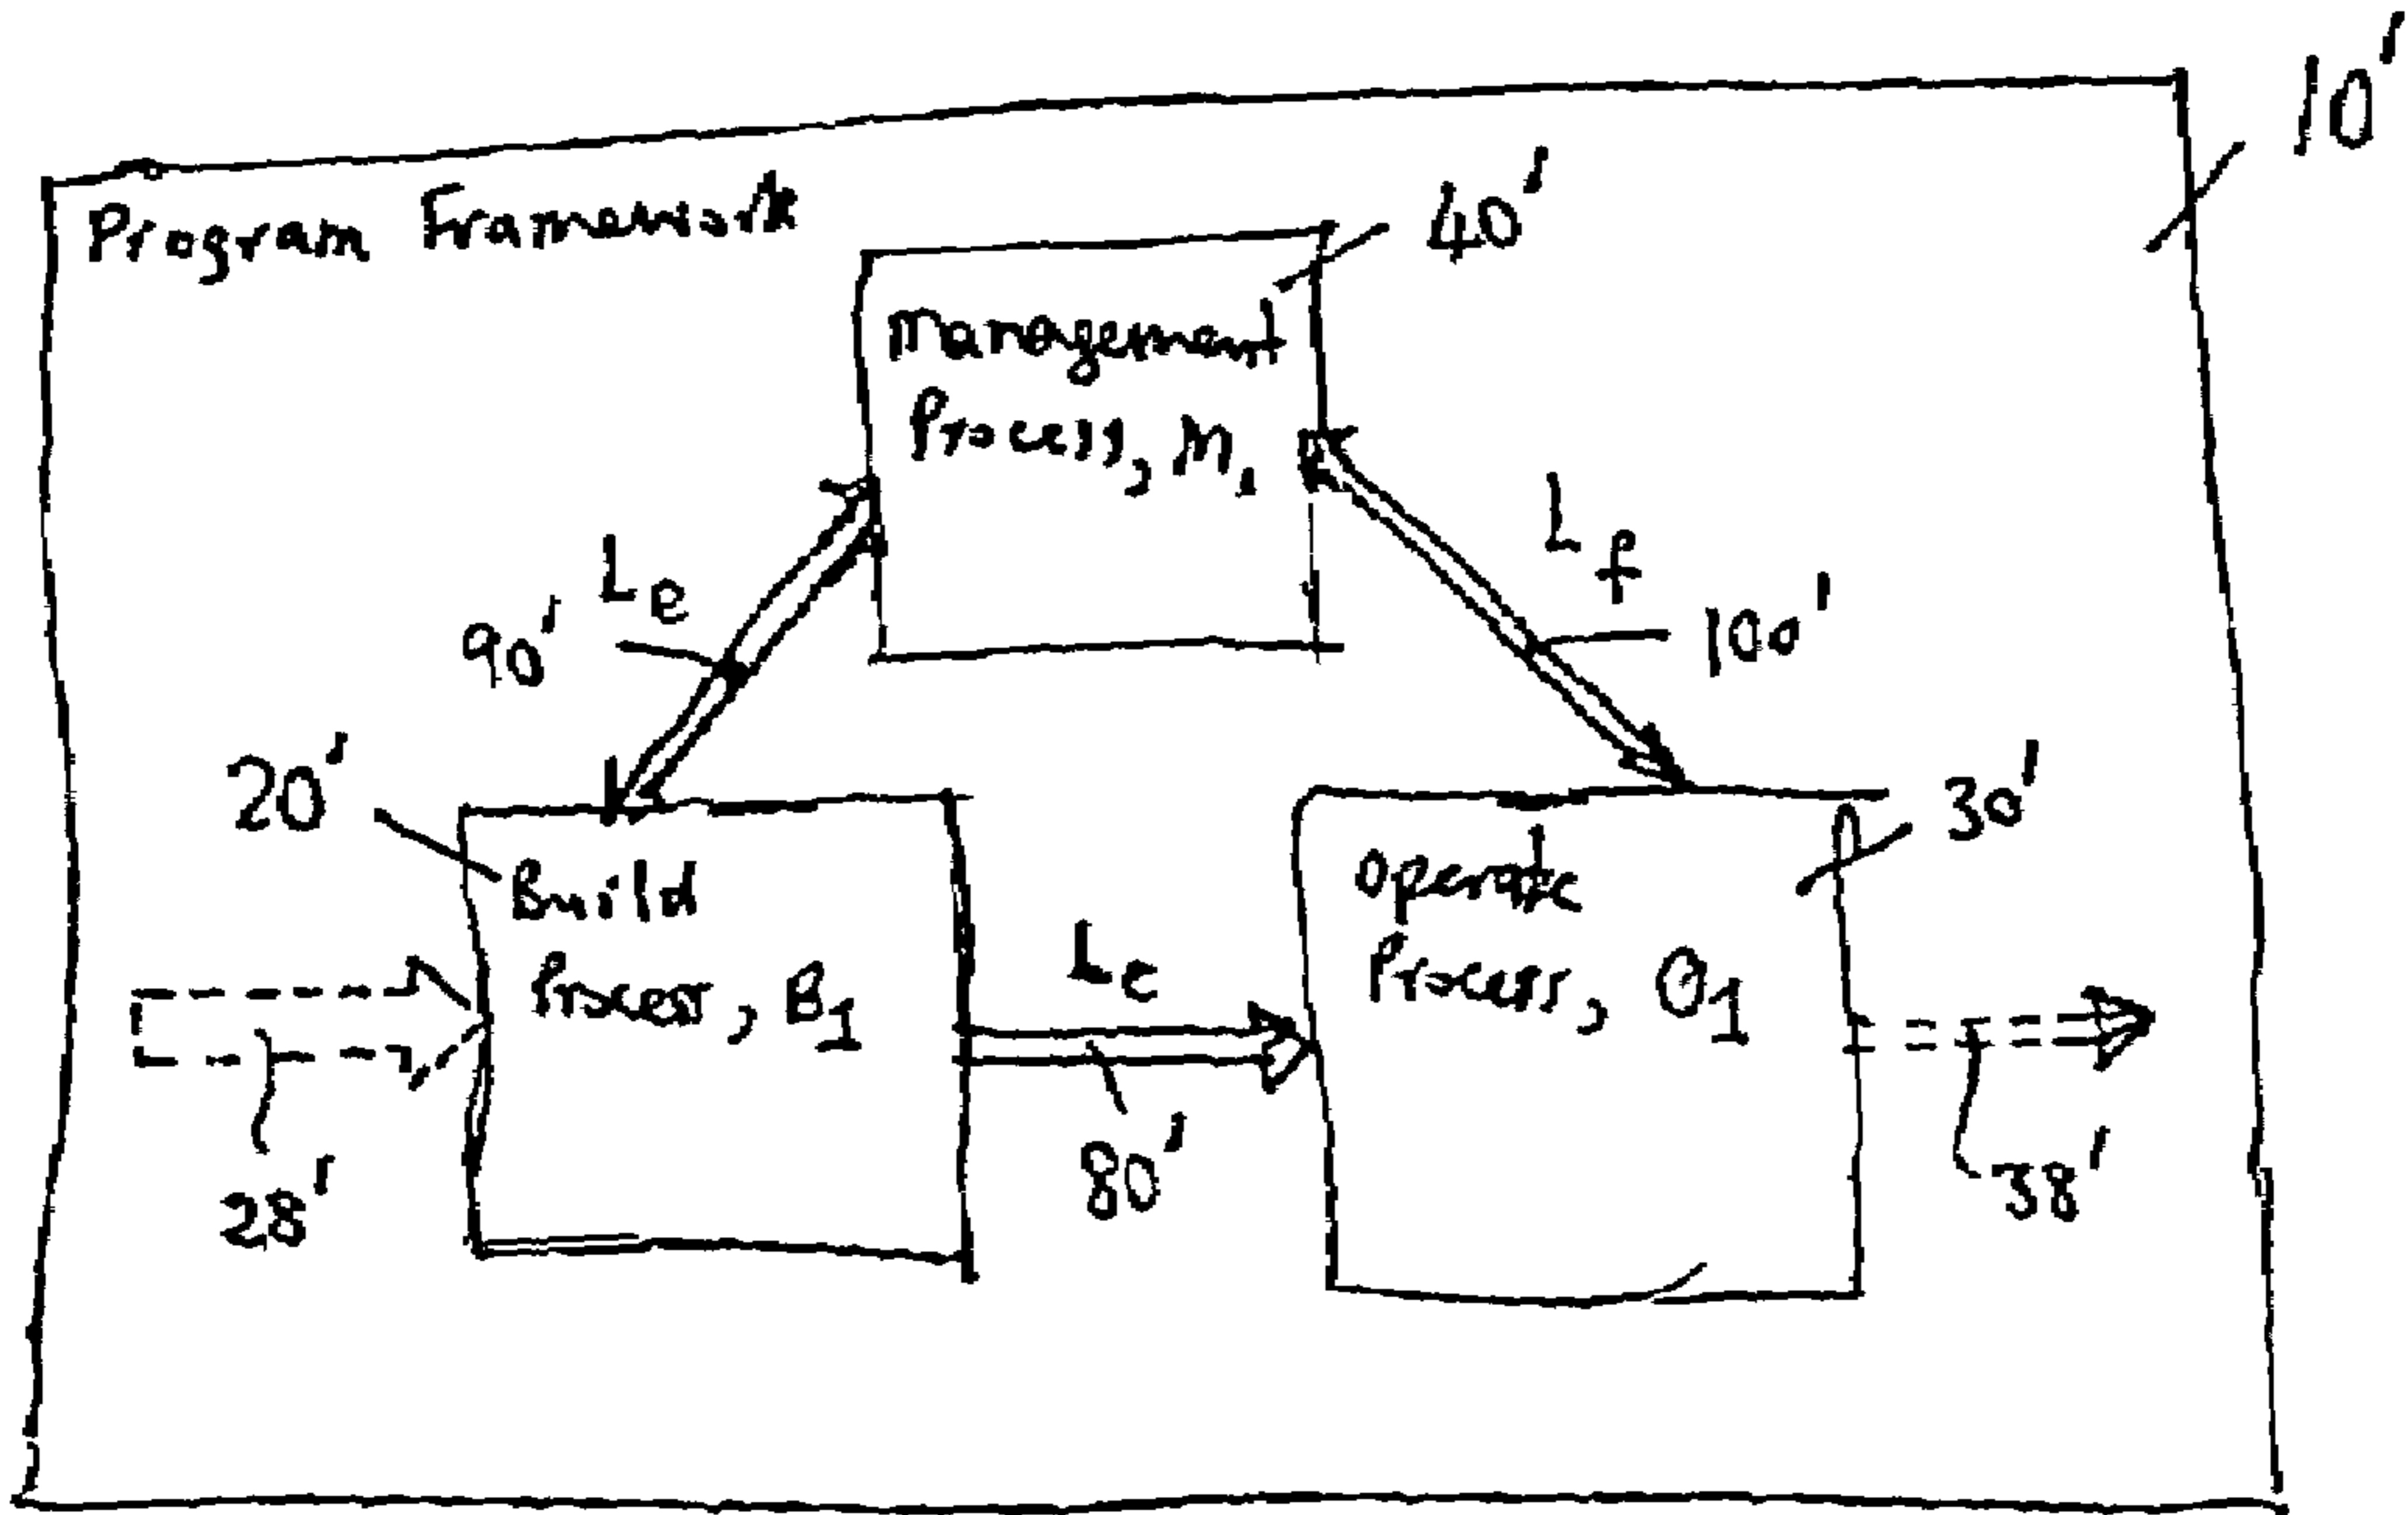 10'
Program Framework
40'
Management
Process, M1
Lf
Le
90'
100'
20'
30'
Build
Process, B1
Operate
Process, O1
Lc
28'
80'
38'